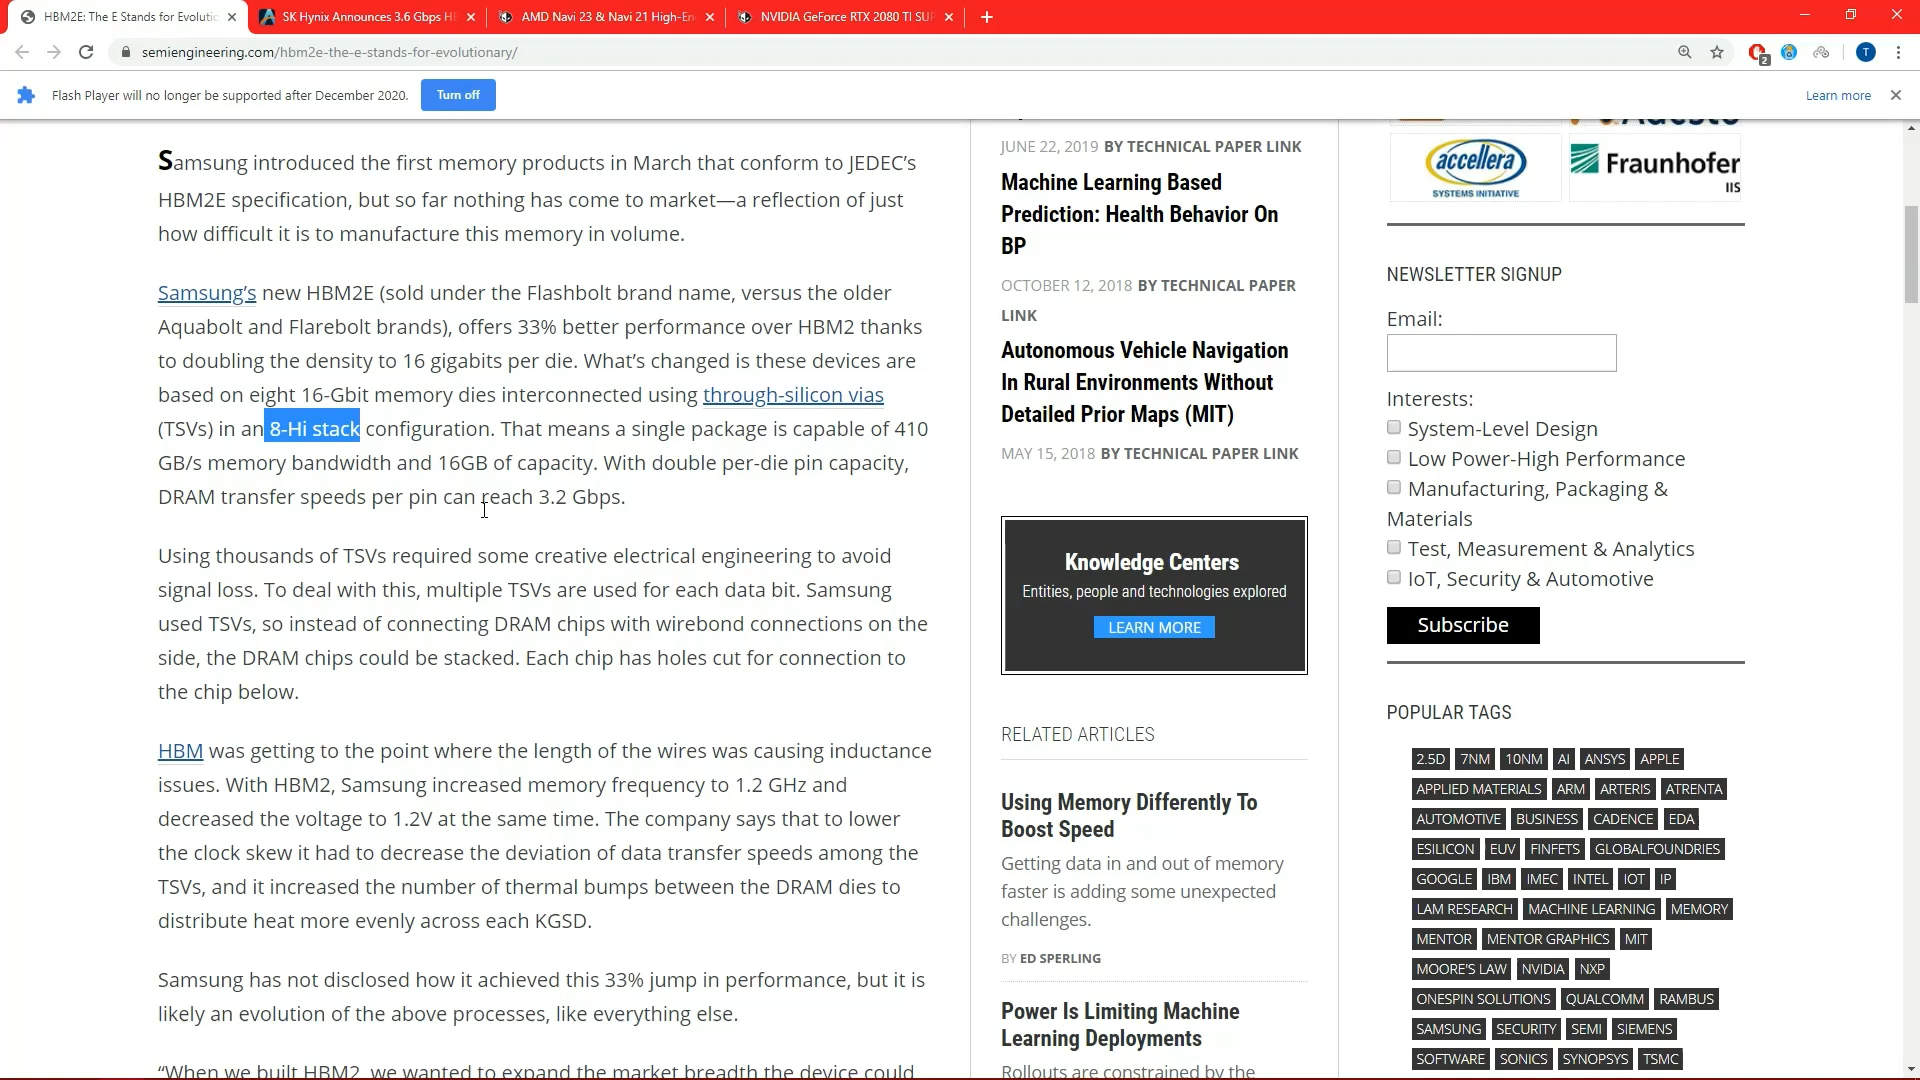 HBM2E: The E Stands for Evolutic
SK Hynix Announces 3.6 Gbps HE
AMD Navi 23 & Navi 21 High-En
NVIDIA GeForce RTX 2080 TI SUP
semiengineering.com/hbm2e-the-e-stands-for-evolutionary/
2
T
Flash Player will no longer be supported after December 2020.
Turn off
Learn more
Samsung introduced the first memory products in March that conform to JEDEC’s
HBM2E specification, but so far nothing has come to market—a reflection of just
how difficult it is to manufacture this memory in volume.
Samsung’s new HBM2E (sold under the Flashbolt brand name, versus the older
Aquabolt and Flarebolt brands), offers 33% better performance over HBM2 thanks
to doubling the density to 16 gigabits per die. What’s changed is these devices are
based on eight 16-Gbit memory dies interconnected using through-silicon vias
(TSVs) in an 8-Hi stack configuration. That means a single package is capable of 410
GB/s memory bandwidth and 16GB of capacity. With double per-die pin capacity,
DRAM transfer speeds per pin can reach 3.2 Gbps.
Using thousands of TSVs required some creative electrical engineering to avoid
signal loss. To deal with this, multiple TSVs are used for each data bit. Samsung
used TSVs, so instead of connecting DRAM chips with wirebond connections on the
side, the DRAM chips could be stacked. Each chip has holes cut for connection to
the chip below.
HBM was getting to the point where the length of the wires was causing inductance
issues. With HBM2, Samsung increased memory frequency to 1.2 GHz and
decreased the voltage to 1.2V at the same time. The company says that to lower
the clock skew it had to decrease the deviation of data transfer speeds among the
TSVs, and it increased the number of thermal bumps between the DRAM dies to
distribute heat more evenly across each KGSD.
Samsung has not disclosed how it achieved this 33% jump in performance, but it is
likely an evolution of the above processes, like everything else.
“When we built HBM2, we wanted to expand the market breadth the device could
JUNE 22, 2019 BY TECHNICAL PAPER LINK
Machine Learning Based
Prediction: Health Behavior On
BP
OCTOBER 12, 2018 BY TECHNICAL PAPER
LINK
Autonomous Vehicle Navigation
In Rural Environments Without
Detailed Prior Maps (MIT)
MAY 15, 2018 BY TECHNICAL PAPER LINK
Knowledge Centers
Entities, people and technologies explored
LEARN MORE
RELATED ARTICLES
Using Memory Differently To
Boost Speed
Getting data in and out of memory
faster is adding some unexpected
challenges.
BY ED SPERLING
Power Is Limiting Machine
Learning Deployments
Rollouts are constrained by the
Adesto
accellera
SYSTEMS INITIATIVE
Fraunhofer
IIS
NEWSLETTER SIGNUP
Email:
Interests:
System-Level Design
Low Power-High Performance
Manufacturing, Packaging &
Materials
Test, Measurement & Analytics
IoT, Security & Automotive
Subscribe
POPULAR TAGS
2.5D 7NM 10NM AI ANSYS APPLE
APPLIED MATERIALS ARM ARTERIS ATRENTA
AUTOMOTIVE BUSINESS CADENCE EDA
ESILICON EUV FINFETS GLOBALFOUNDRIES
GOOGLE IBM IMEC INTEL IOT IP
LAM RESEARCH MACHINE LEARNING MEMORY
MENTOR MENTOR GRAPHICS MIT
MOORE'S LAW NVIDIA NXP
ONESPIN SOLUTIONS QUALCOMM RAMBUS
SAMSUNG SECURITY SEMI SIEMENS
SOFTWARE SONICS SYNOPSYS TSMC